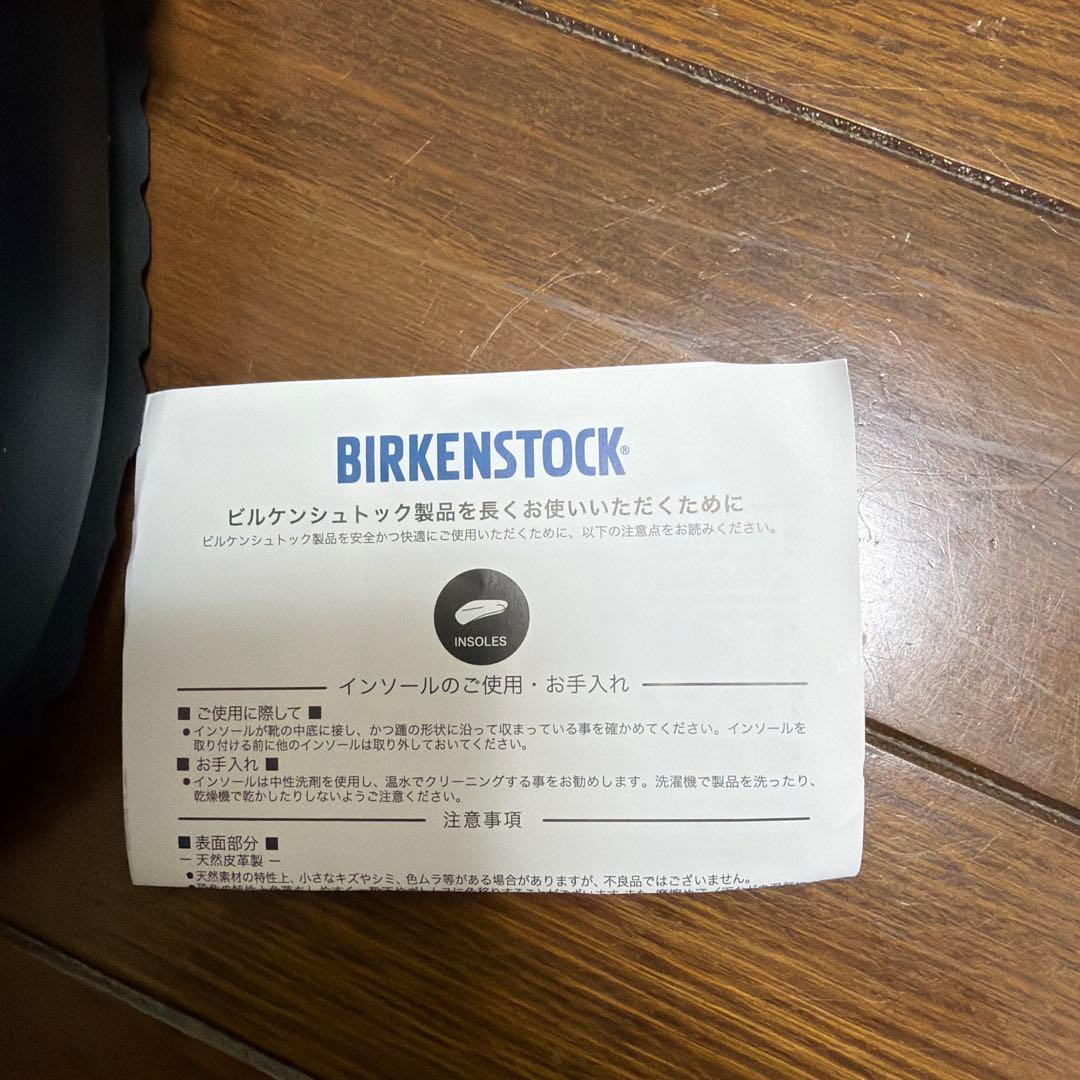 BIRKENSTOCK®
ビルケンシュトック製品を長くお使いいただくために
ビルケンシュトック製品を安全かつ快適にご使用いただくために、以下の注意点をお読みください。
INSOLES
インソールのご使用・お手入れ
■ ご使用に際して ■
●インソールが靴の中底に接し、かつ踵の形状に沿って収まっている事を確かめてください。インソールを
取り付ける前に他のインソールは取り外しておいてください。
■ お手入れ ■
●インソールは中性洗剤を使用し、温水でクリーニングする事をお勧めします。洗濯機で製品を洗ったり、
乾燥機で乾かしたりしないようご注意ください。
注意事項
■ 表面部分 ■
― 天然皮革製 ―
●天然素材の特性上、小さなキズやシミ、色ムラ等がある場合がありますが、不良品ではございません。